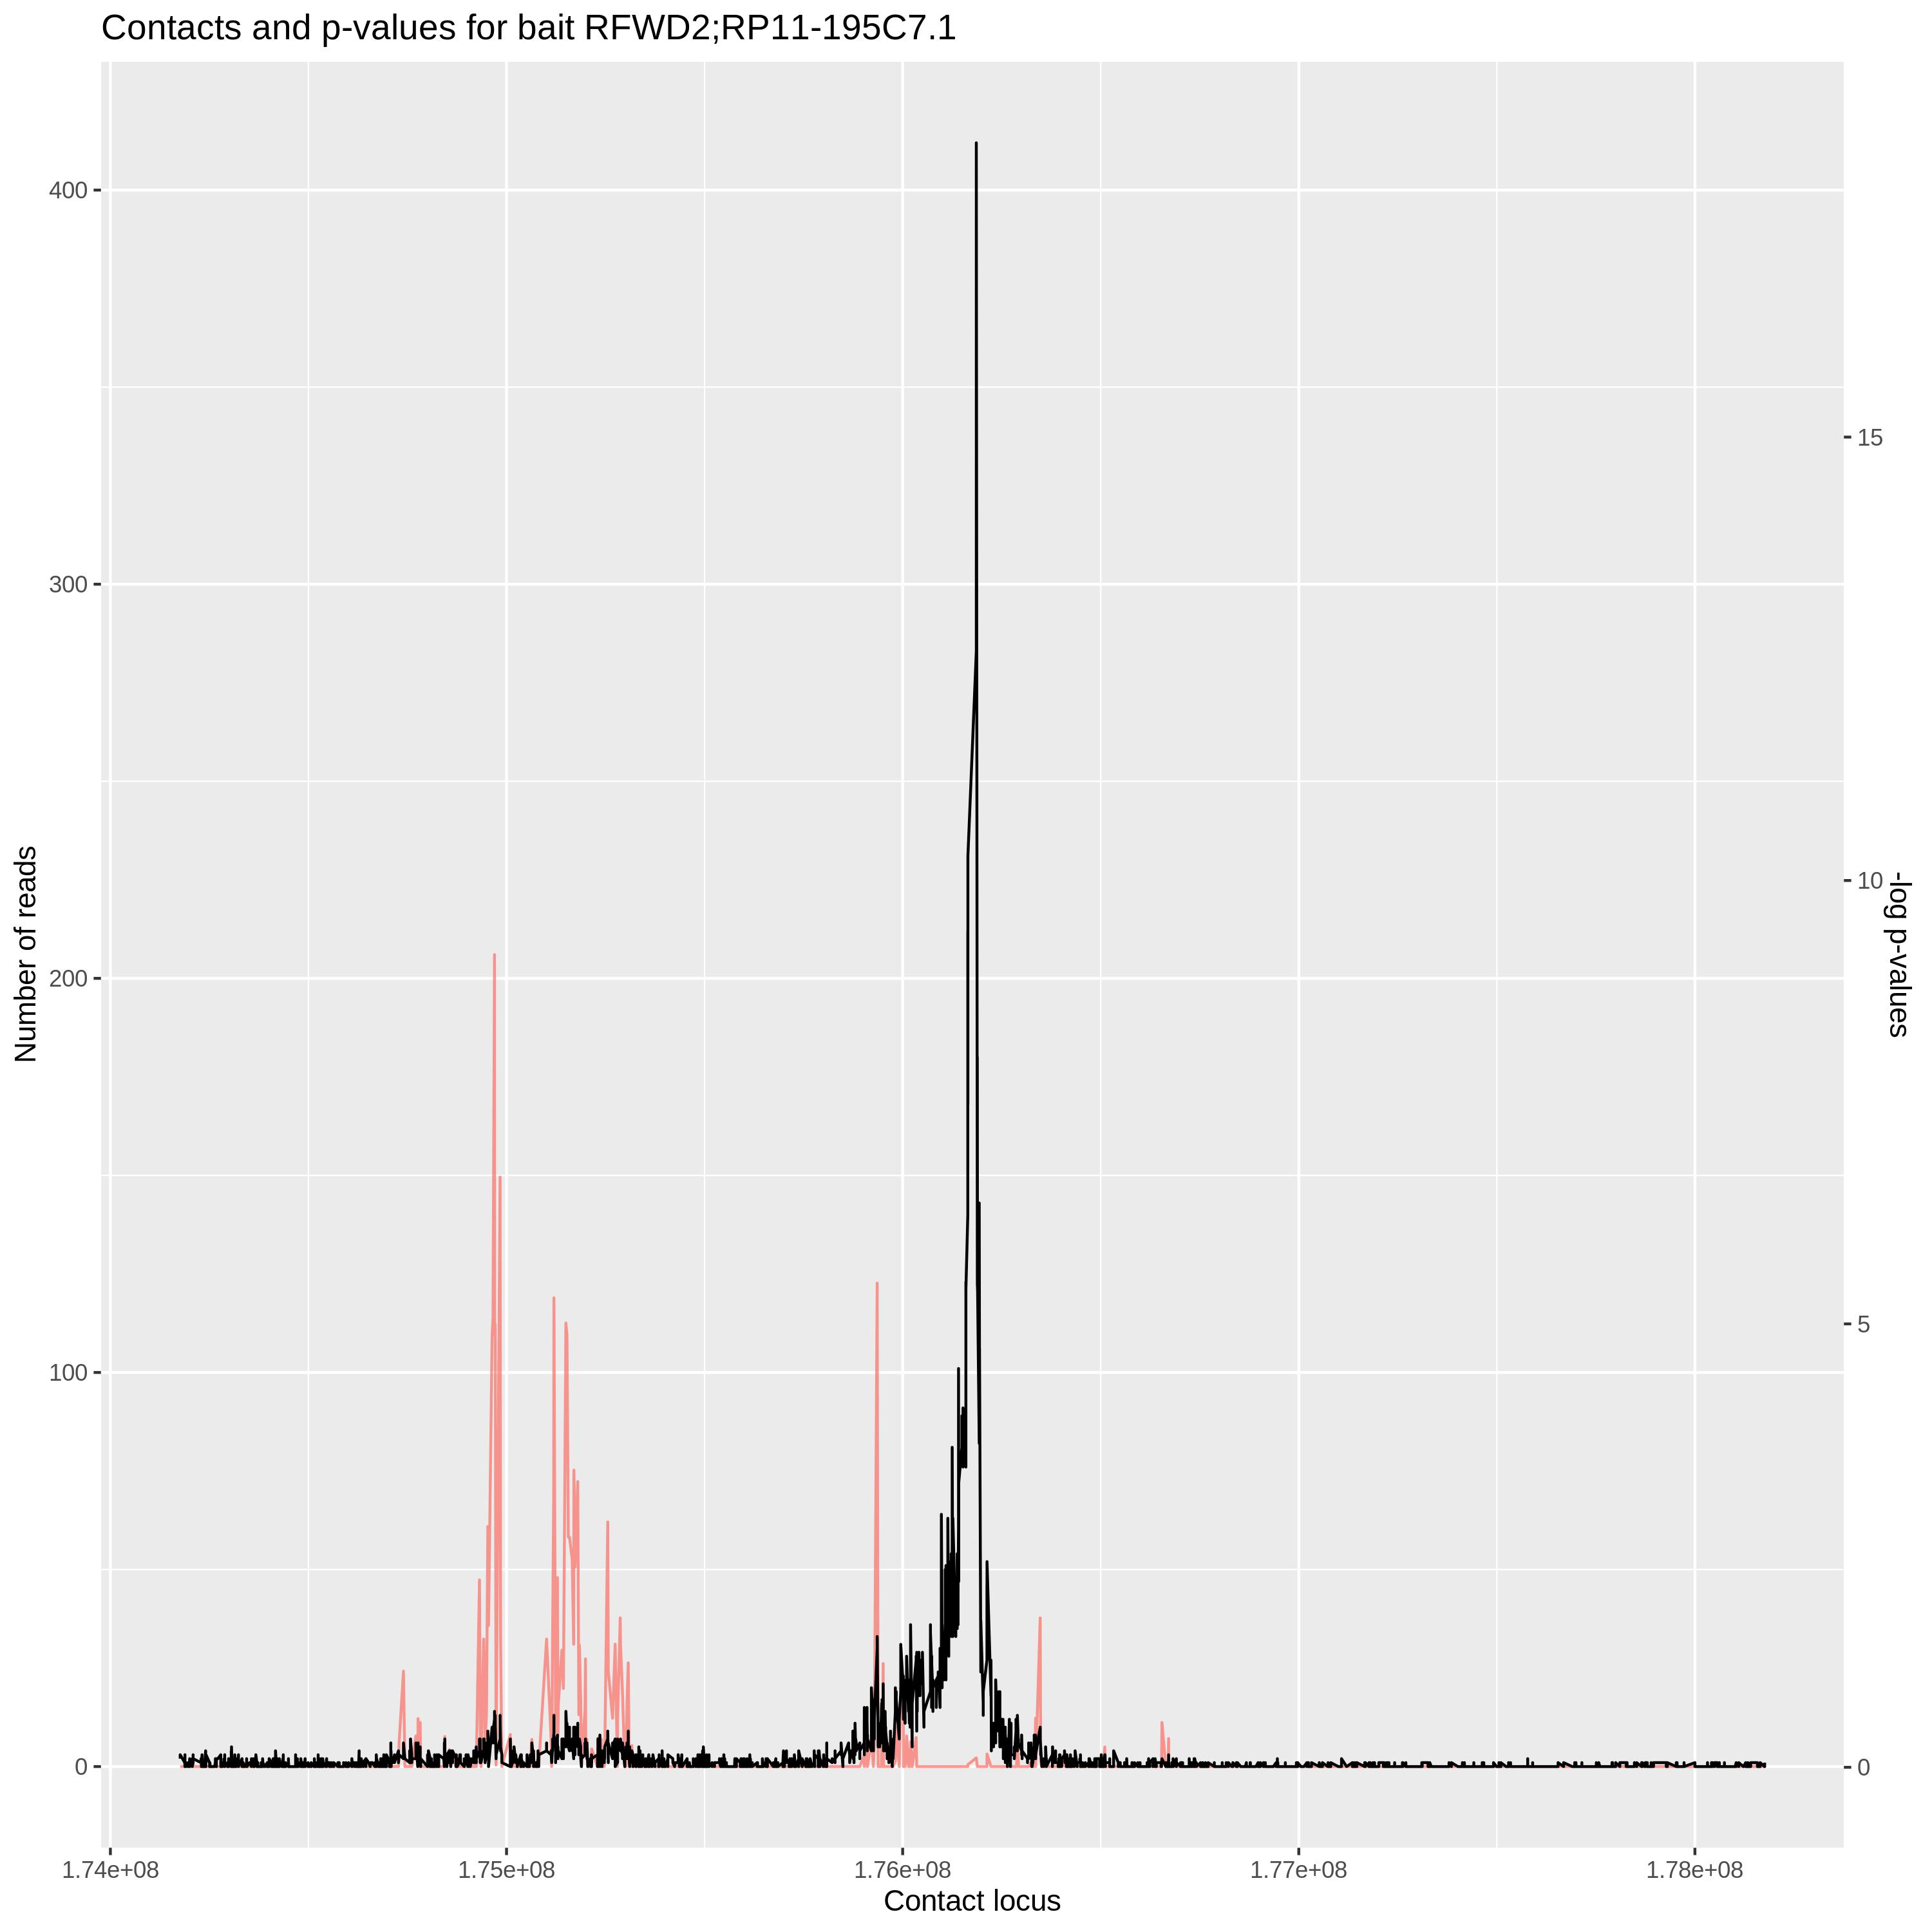 Contacts and p-values for bait RFWD2;RP11-195C7.1
400
300
200
100
0
Number of reads
15
10
5
0
-log p-values
1.74e+08
1.75e+08
1.76e+08
1.77e+08
1.78e+08
Contact locus